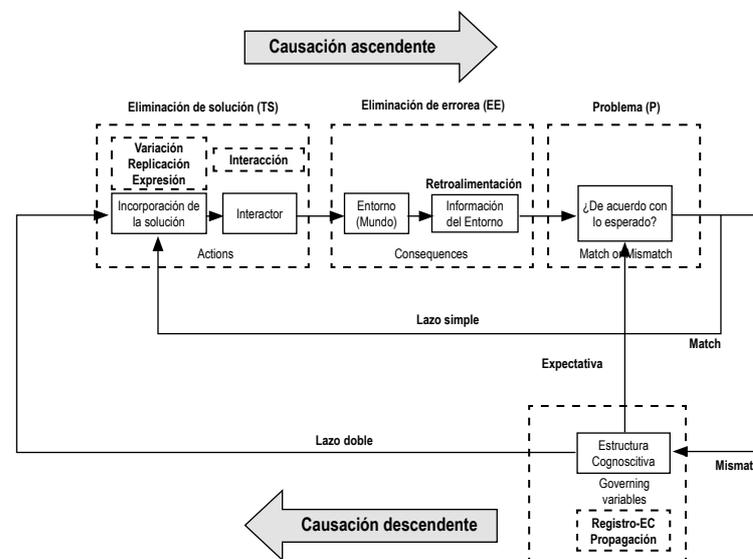 Causación ascendente
Eliminación de solución (TS)
Eliminación de errorea (EE)
Problema (P)
Variación
Replicación
Expresión
Interacción
Retroalimentación
Incorporación de
la solución
Interactor
Entorno
(Mundo)
Información
del Entorno
¿De acuerdo con
lo esperado?
Actions
Consequences
Match or Mismatch
Lazo simple
Match
Expectativa
Lazo doble
Estructura
Cognoscitiva
Mismat
Governing
variables
Causación descendente
Registro-EC
Propagación